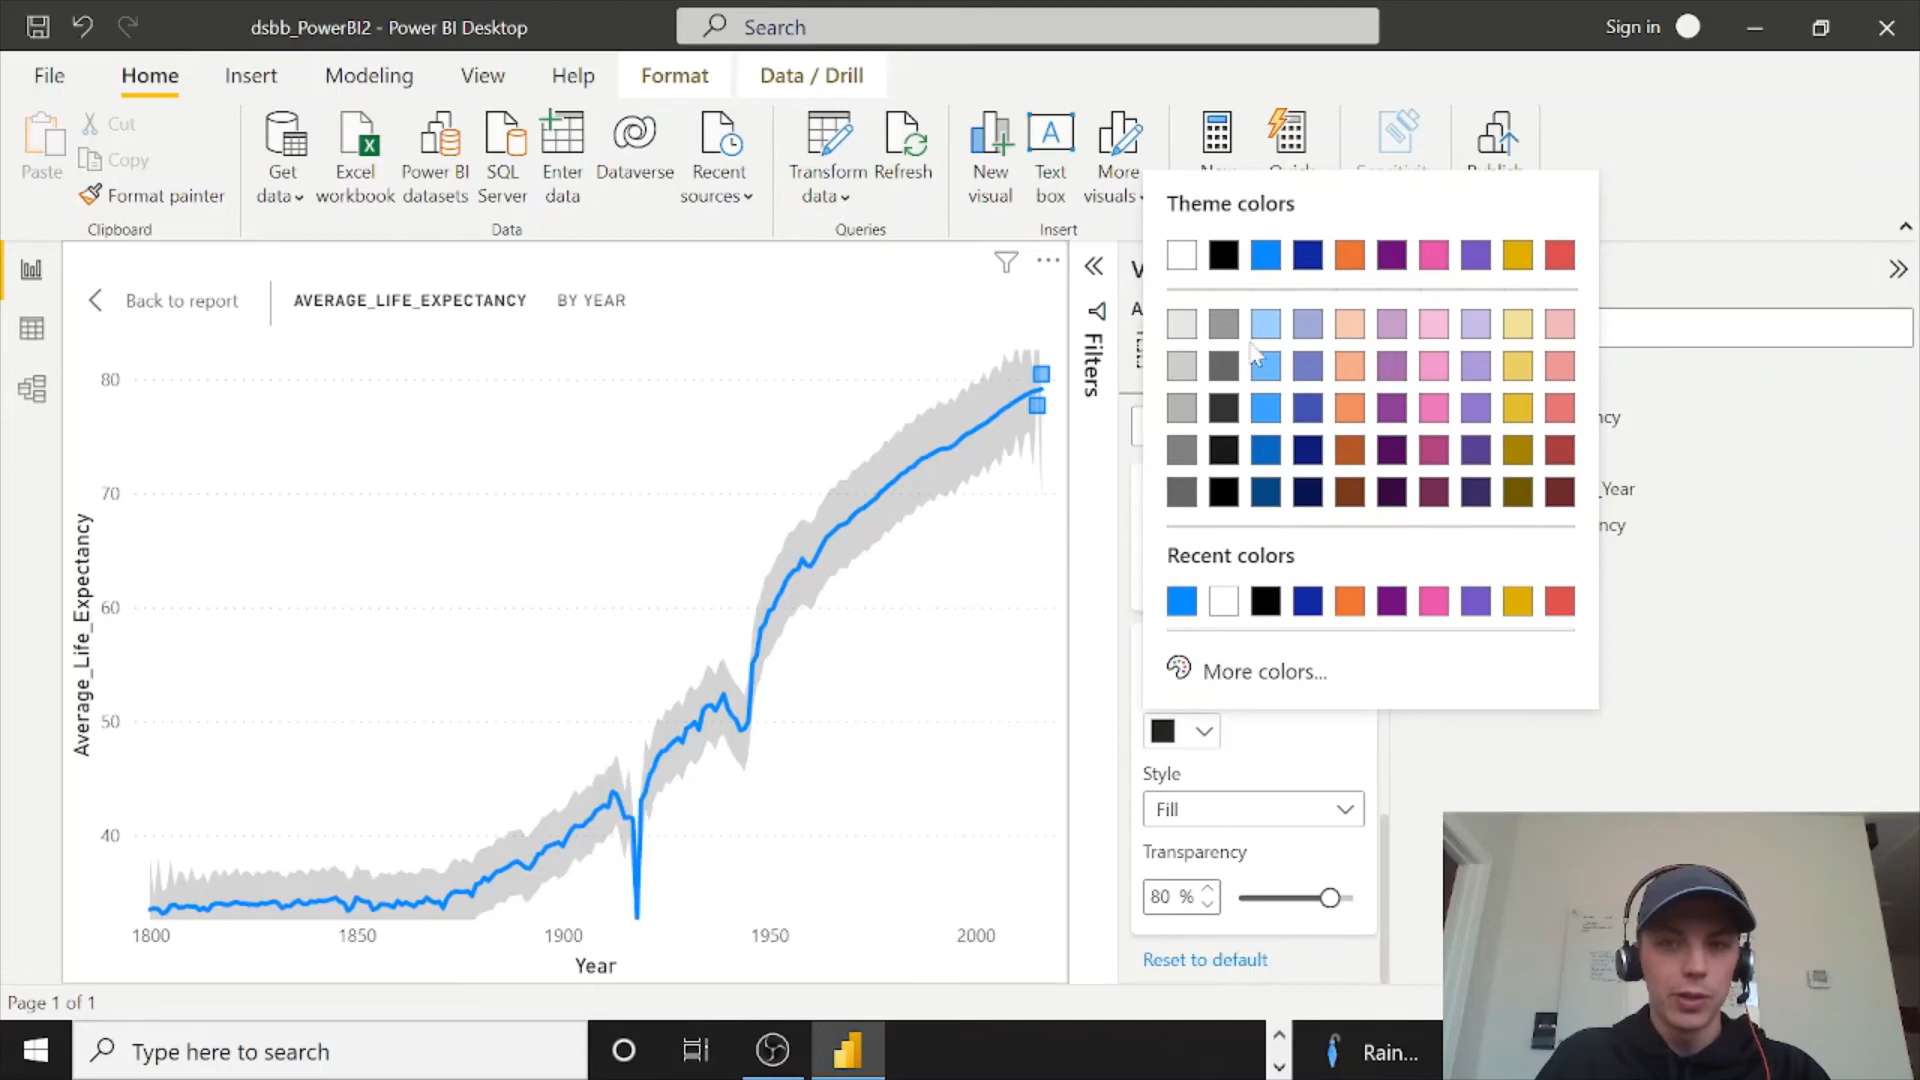 dsbb_PowerBI2 - Power BI Desktop
Search
Sign in
File
Home
Insert
Modeling
View
Help
Format
Data / Drill
Paste
Cut
Copy
Format painter
Clipboard
Get data
Excel workbook
Power BI datasets
SQL Server
Enter data
Dataverse
Recent sources
Data
Transform data
Refresh
Queries
New visual
A
Text box
More visuals
Insert
Back to report
AVERAGE_LIFE_EXPECTANCY
BY YEAR
80
70
60
50
40
Average_Life_Expectancy
1800
1850
1900
1950
2000
Year
Filters
Theme colors
Recent colors
More colors...
Style
Fill
Transparency
80 %
Reset to default
ncy
_Year
ncy
Page 1 of 1
Type here to search
Rain...